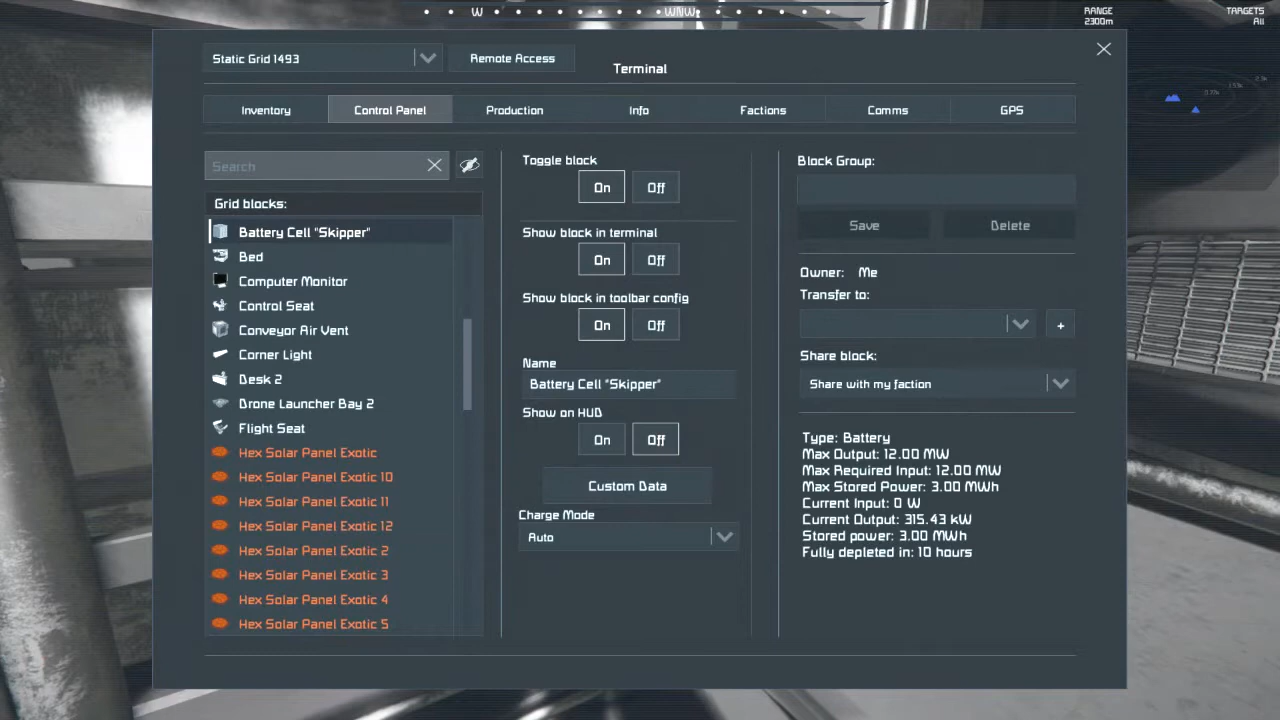 W WNW
RANGE
2300m
TARGETS
All
Static Grid 1493
Remote Access
Terminal
Inventory
Control Panel
Production
Info
Factions
Comms
GPS
Search
Grid blocks:
Battery Cell "Skipper"
Bed
Computer Monitor
Control Seat
Conveyor Air Vent
Corner Light
Desk 2
Drone Launcher Bay 2
Flight Seat
Hex Solar Panel Exotic
Hex Solar Panel Exotic 10
Hex Solar Panel Exotic 11
Hex Solar Panel Exotic 12
Hex Solar Panel Exotic 2
Hex Solar Panel Exotic 3
Hex Solar Panel Exotic 4
Hex Solar Panel Exotic 5
Toggle block
On Off
Show block in terminal
On Off
Show block in toolbar config
On Off
Name
Battery Cell "Skipper"
Show on HUD
On Off
Custom Data
Charge Mode
Auto
Block Group:
Save
Delete
Owner: Me
Transfer to:
+
Share block:
Share with my faction
Type: Battery
Max Output: 12.00 MW
Max Required Input: 12.00 MW
Max Stored Power: 3.00 MWh
Current Input: 0 W
Current Output: 315.43 kW
Stored power: 3.00 MWh
Fully depleted in: 10 hours